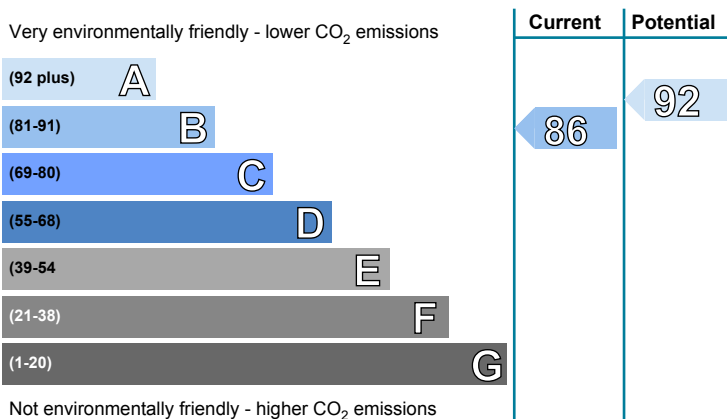 Very environmentally friendly - lower CO2 emissions
Current
Potential
(92 plus) A
(81-91) B
(69-80) C
(55-68) D
(39-54 E
(21-38) F
(1-20) G
86
92
Not environmentally friendly - higher CO2 emissions